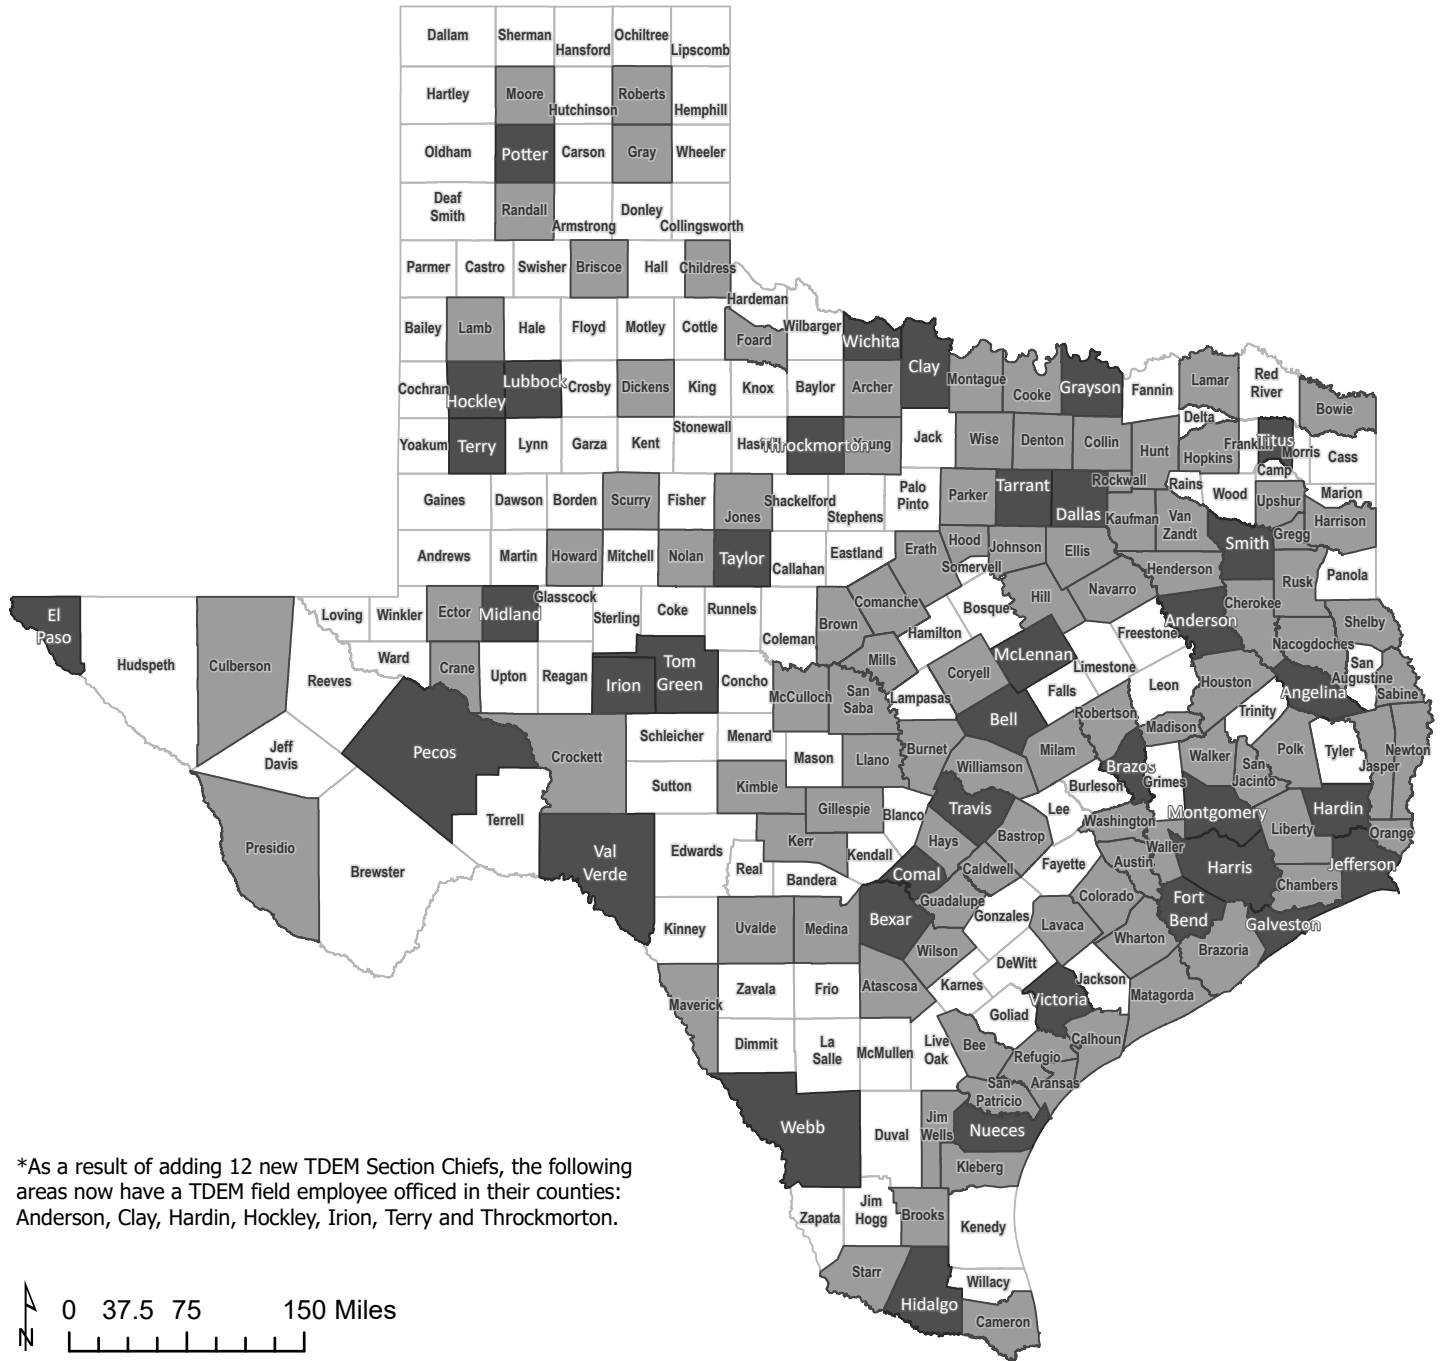 Dallam
Sherman
Hansford
Ochiltree
Lipscomb
Hartley
Moore
Hutchinson
Roberts
Hemphill
Oldham
Potter
Carson
Gray
Wheeler
Deaf
Smith
Randall
Armstrong
Donley
Collingsworth
Parmer
Castro
Swisher
Briscoe
Hall
Childress
Hardeman
Bailey
Lamb
Hale
Floyd
Motley
Cottle
Foard
Wilbarger
Wichita
Clay
Cochran
Hockley
Lubbock
Crosby
Dickens
King
Knox
Baylor
Archer
Montague
Cooke
Grayson
Fannin
Lamar
Red
River
Bowie
Delta
Yoakum
Terry
Lynn
Garza
Kent
Stonewall
Haskell
Throckmorton
Young
Jack
Wise
Denton
Collin
Hunt
Hopkins
Franklin
Titus
Morris
Cass
Camp
Gaines
Dawson
Borden
Scurry
Fisher
Jones
Shackelford
Stephens
Palo
Pinto
Parker
Tarrant
Dallas
Rockwall
Kaufman
Rains
Van
Zandt
Wood
Upshur
Marion
Harrison
Gregg
Andrews
Martin
Howard
Mitchell
Nolan
Taylor
Callahan
Eastland
Erath
Hood
Somervell
Johnson
Ellis
Henderson
Smith
Rusk
Panola
El
Paso
Hudspeth
Culberson
Loving
Winkler
Ector
Midland
Glasscock
Sterling
Coke
Runnels
Coleman
Brown
Comanche
Hamilton
Bosque
Hill
Navarro
Freestone
Anderson
Cherokee
Nacogdoches
Shelby
San
Augustine
Sabine
Reeves
Ward
Crane
Upton
Reagan
Irion
Tom
Green
Concho
McCulloch
San
Saba
Mills
Lampasas
Coryell
McLennan
Limestone
Falls
Leon
Houston
Angelina
Trinity
Jeff
Davis
Pecos
Crockett
Schleicher
Menard
Mason
Llano
Burnet
Bell
Williamson
Milam
Robertson
Madison
Brazos
Grimes
Walker
San
Jacinto
Polk
Tyler
Jasper
Newton
Presidio
Brewster
Terrell
Sutton
Kimble
Gillespie
Blanco
Travis
Hays
Bastrop
Lee
Burleson
Washington
Montgomery
Liberty
Hardin
Orange
Val
Verde
Edwards
Real
Kerr
Kendall
Bandera
Comal
Caldwell
Guadalupe
Fayette
Austin
Waller
Harris
Chambers
Jefferson
Kinney
Uvalde
Medina
Bexar
Wilson
Gonzales
Lavaca
Colorado
Wharton
Fort
Bend
Brazoria
Galveston
Maverick
Zavala
Frio
Atascosa
Karnes
DeWitt
Victoria
Jackson
Matagorda
Dimmit
La
Salle
McMullen
Live
Oak
Bee
Goliad
Refugio
Calhoun
Aransas
San
Patricio
Webb
Duval
Jim
Wells
Nueces
Kleberg
Zapata
Jim
Hogg
Brooks
Kenedy
Starr
Hidalgo
Willacy
Cameron
*As a result of adding 12 new TDEM Section Chiefs, the following
areas now have a TDEM field employee officed in their counties:
Anderson, Clay, Hardin, Hockley, Irion, Terry and Throckmorton.
N
0 37.5 75 150 Miles